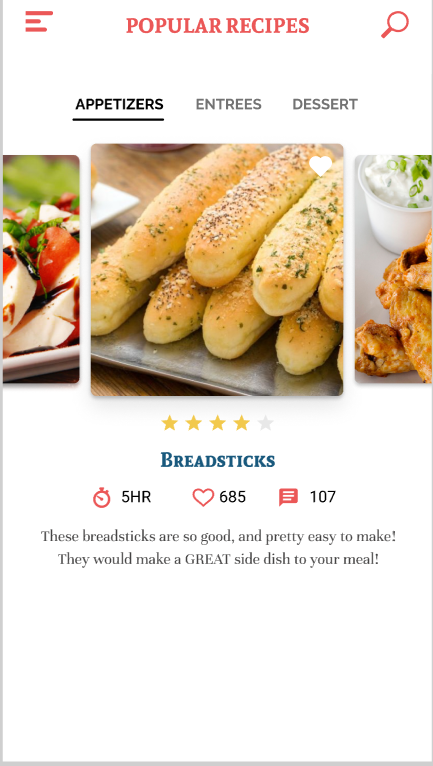 POPULAR RECIPES
APPETIZERS ENTREES DESSERT
BREADSTICKS
5HR 685 107
These breadsticks are so good, and pretty easy to make!
They would make a GREAT side dish to your meal!